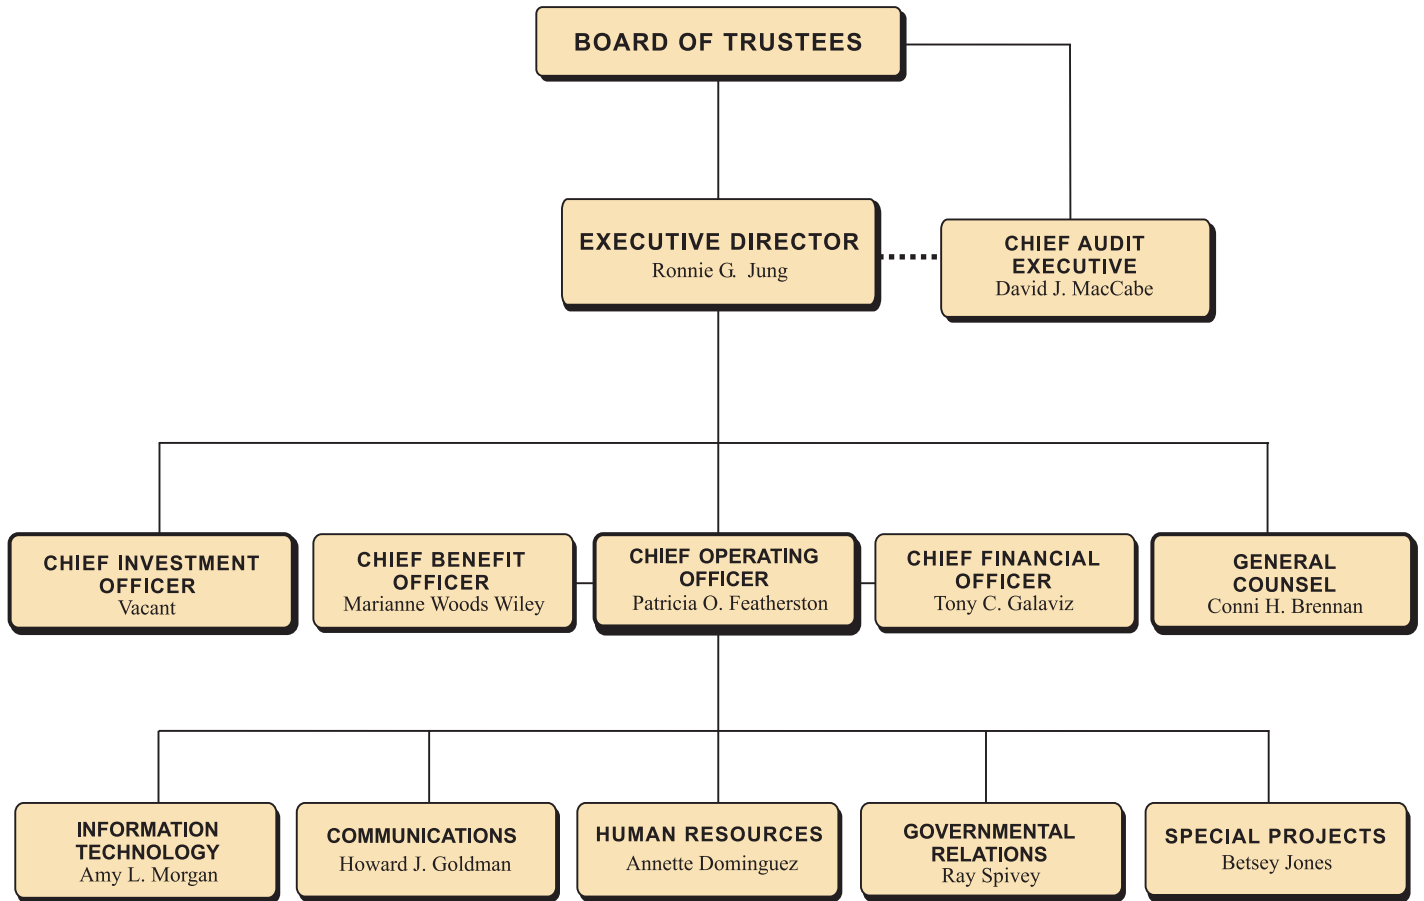 BOARD OF TRUSTEES
EXECUTIVE DIRECTOR
Ronnie G. Jung
CHIEF AUDIT
EXECUTIVE
David J. MacCabe
CHIEF INVESTMENT
OFFICER
Vacant
CHIEF BENEFIT
OFFICER
Marianne Woods Wiley
CHIEF OPERATING
OFFICER
Patricia O. Featherston
CHIEF FINANCIAL
OFFICER
Tony C. Galaviz
GENERAL
COUNSEL
Conni H. Brennan
INFORMATION
TECHNOLOGY
Amy L. Morgan
COMMUNICATIONS
Howard J. Goldman
HUMAN RESOURCES
Annette Dominguez
GOVERNMENTAL
RELATIONS
Ray Spivey
SPECIAL PROJECTS
Betsey Jones